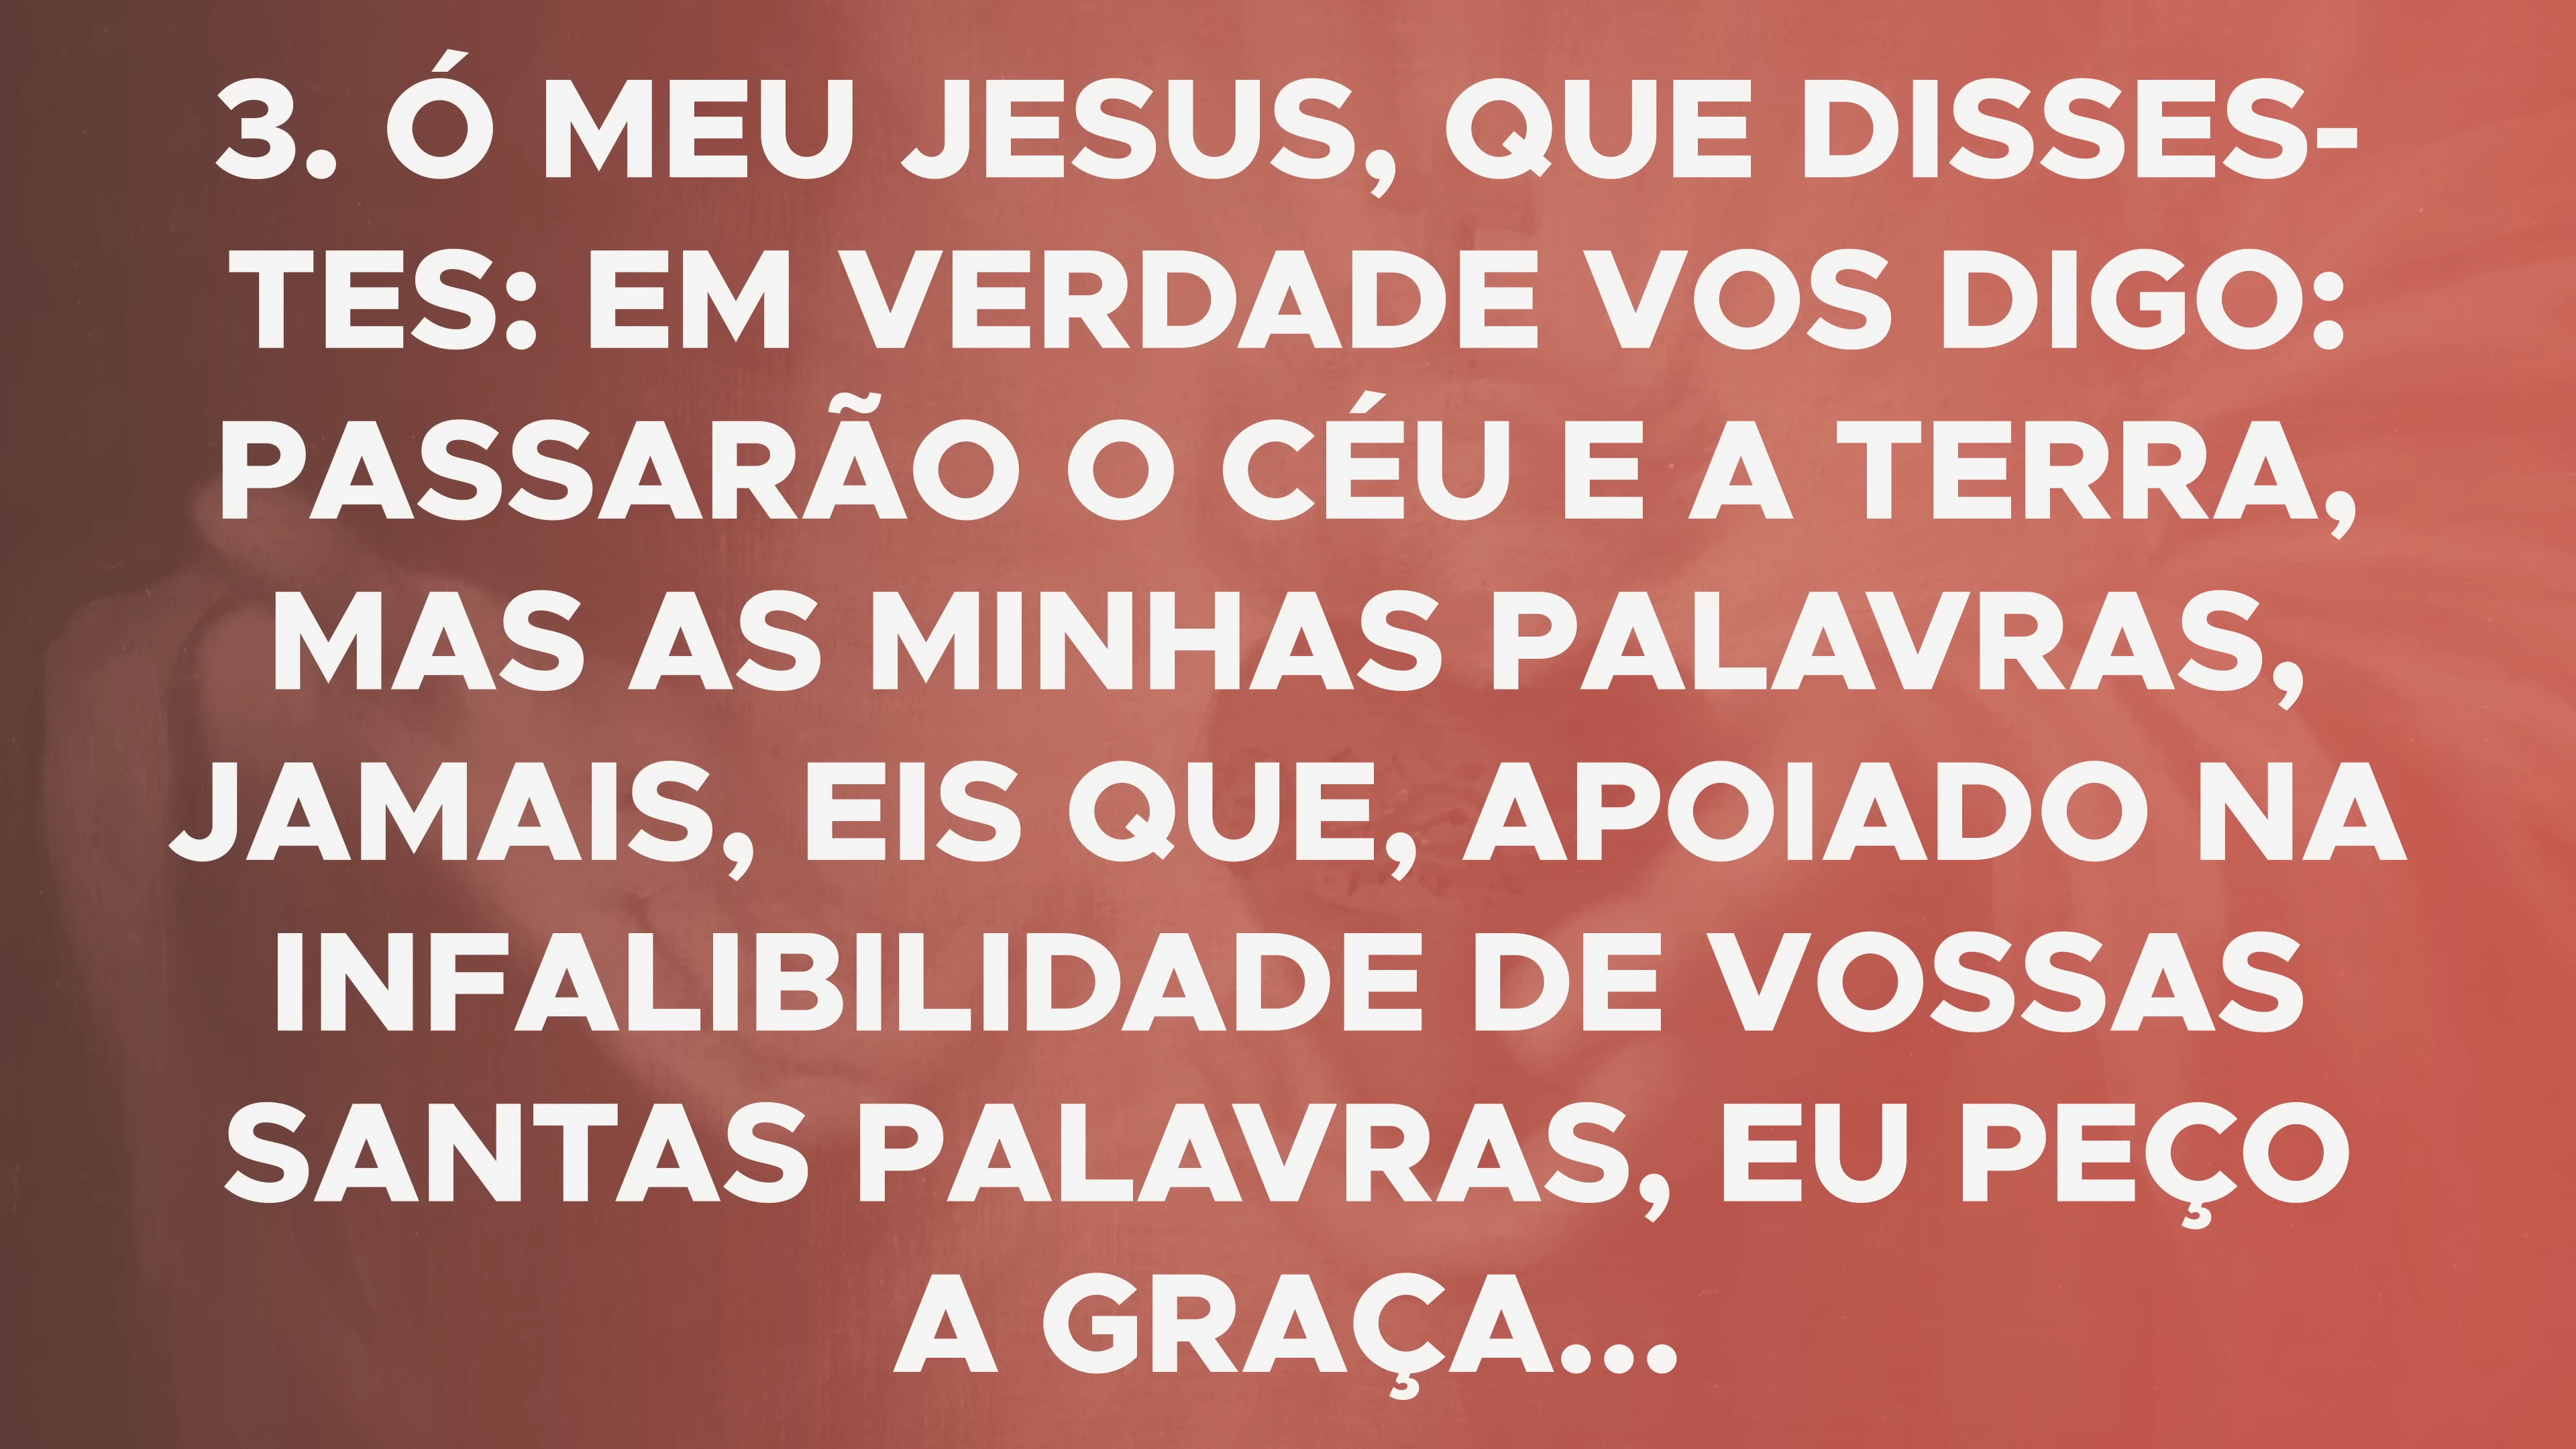 3. Ó MEU JESUS, QUE DISSES-
TES: EM VERDADE VOS DIGO:
PASSARÃO O CÉU E A TERRA,
MAS AS MINHAS PALAVRAS,
JAMAIS, EIS QUE, APOIADO NA
INFALIBILIDADE DE VOSSAS
SANTAS PALAVRAS, EU PEÇO
A GRAÇA...